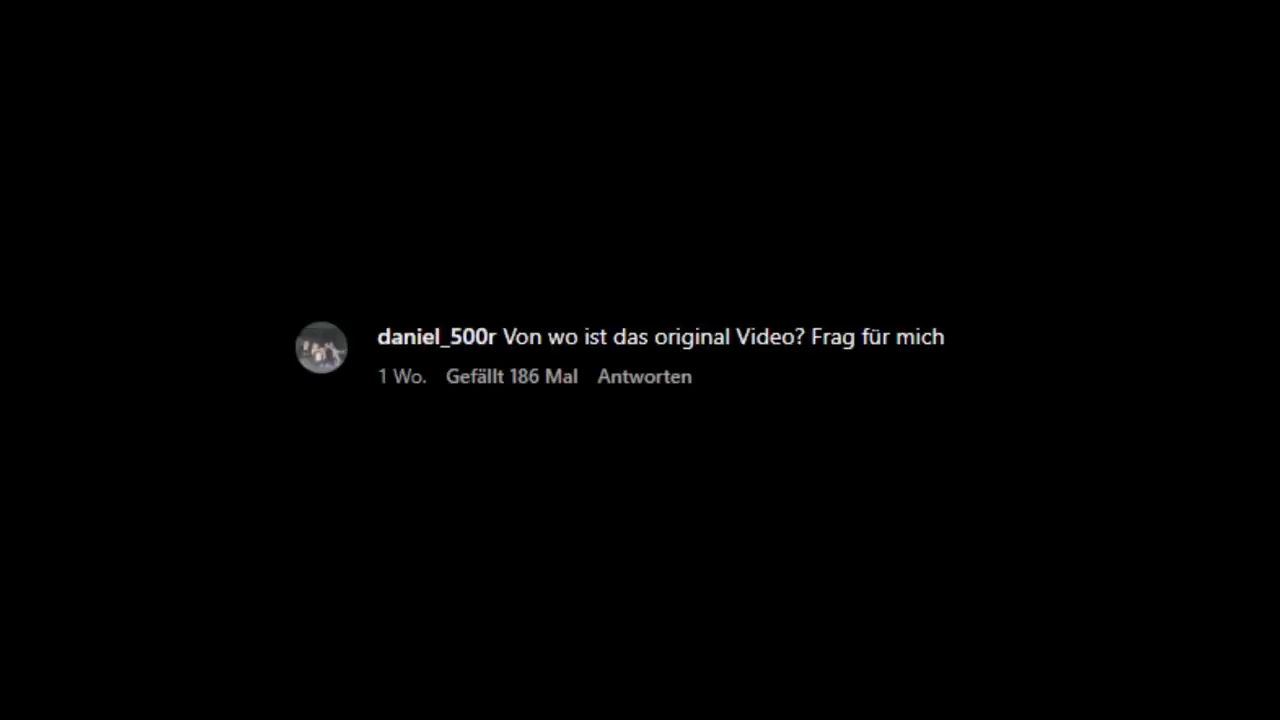 daniel_500r Von wo ist das original Video? Frag für mich
1 Wo. Gefällt 186 Mal Antworten